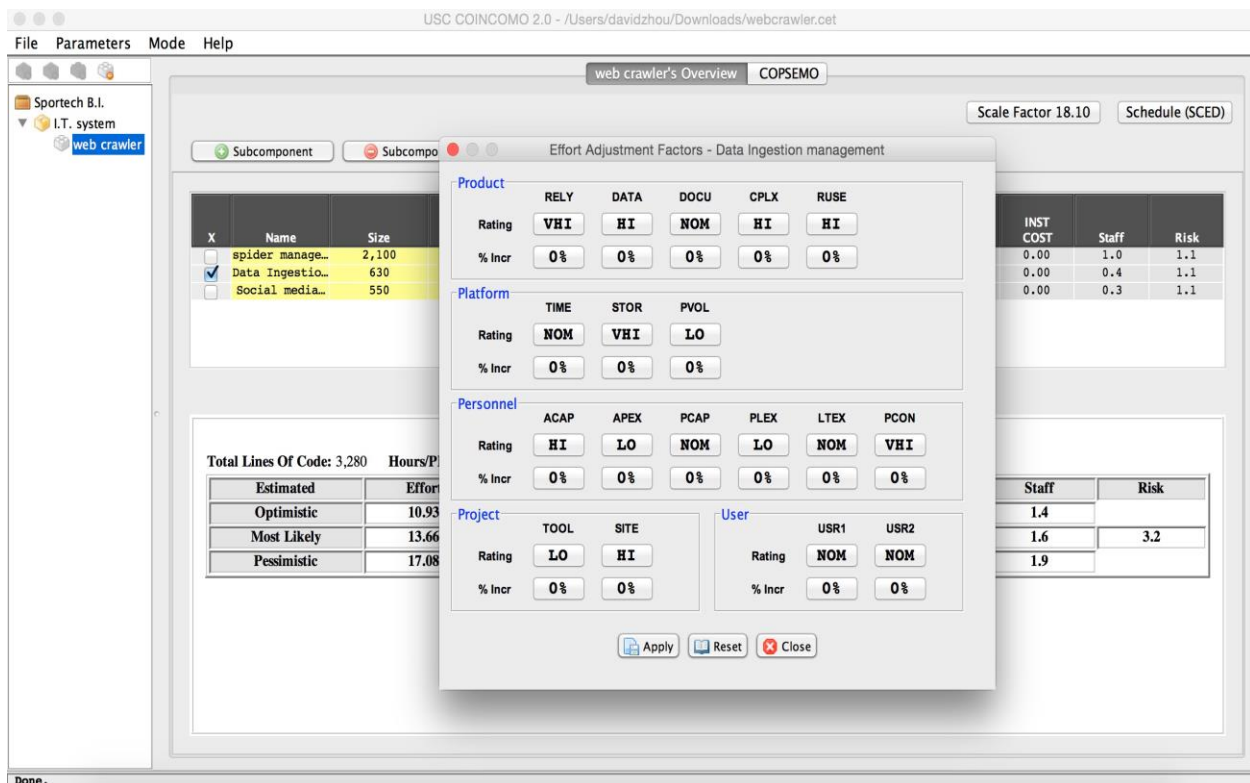 USC COINCOMO 2.0 - /Users/davidzhou/Downloads/webcrawler.cet
File Parameters Mode Help
web crawler's Overview COPSEMO
Sportech B.I.
I.T. system
web crawler
Scale Factor 18.10 Schedule (SCED)
Subcomponent Subcompo
Effort Adjustment Factors - Data Ingestion management
X Name Size INST COST Staff Risk
spider manage... 2,100 0.00 1.0 1.1
Data Ingestio... 630 0.00 0.4 1.1
Social media... 550 0.00 0.3 1.1
Product
RELY DATA DOCU CPLX RUSE
Rating VHI HI NOM HI HI
% Incr 0% 0% 0% 0% 0%
Platform
TIME STOR PVOL
Rating NOM VHI LO
% Incr 0% 0% 0%
Personnel
ACAP APEX PCAP PLEX LTEX PCON
Rating HI LO NOM LO NOM VHI
% Incr 0% 0% 0% 0% 0% 0%
Project User
TOOL SITE USR1 USR2
Rating LO HI Rating NOM NOM
% Incr 0% 0% % Incr 0% 0%
Apply Reset Close
Total Lines Of Code: 3,280 Hours/P
Estimated Effor Staff Risk
Optimistic 10.93 1.4
Most Likely 13.66 1.6 3.2
Pessimistic 17.08 1.9
Done.